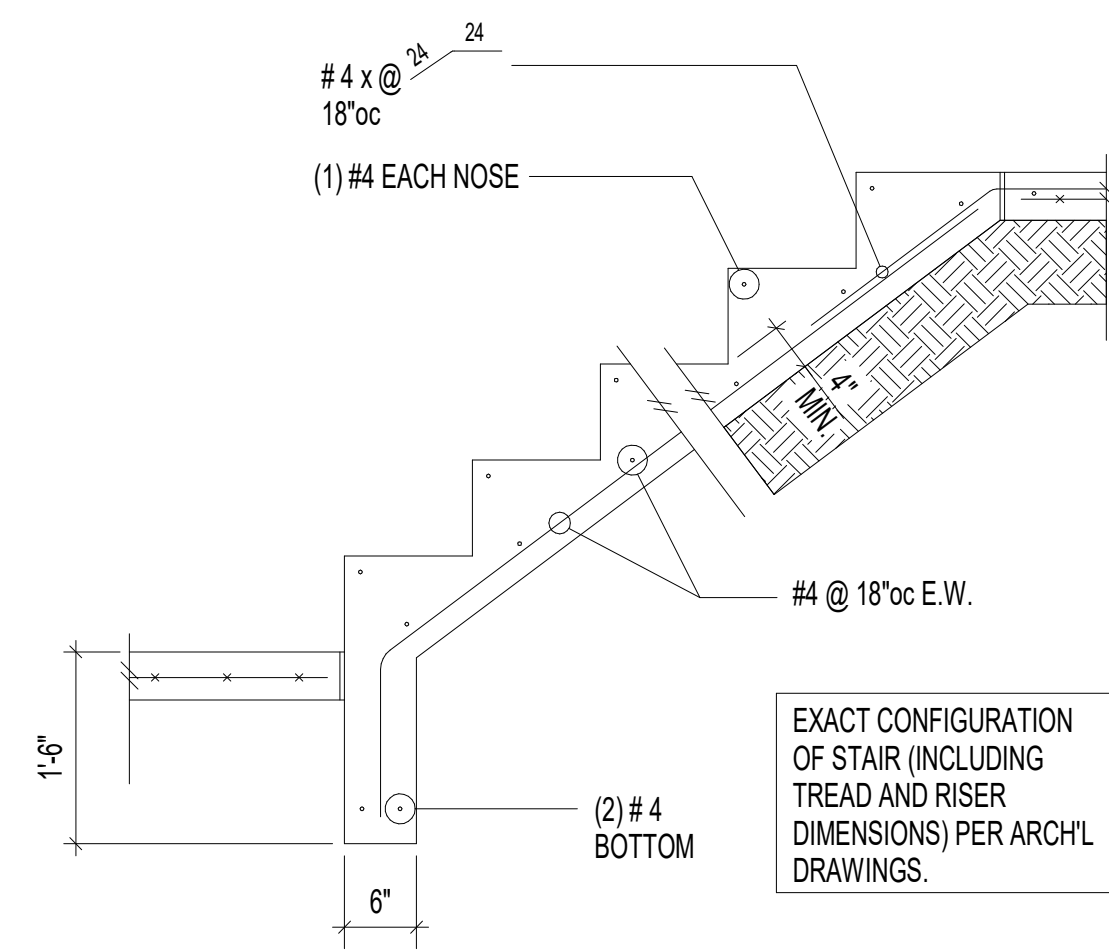 24
24
# 4 x @
18"oc
(1) #4 EACH NOSE
4"
MIN.
#4 @ 18"oc E.W.
1'-6"
EXACT CONFIGURATION
OF STAIR (INCLUDING
TREAD AND RISER
DIMENSIONS) PER ARCH'L
DRAWINGS.
(2) # 4
BOTTOM
6"